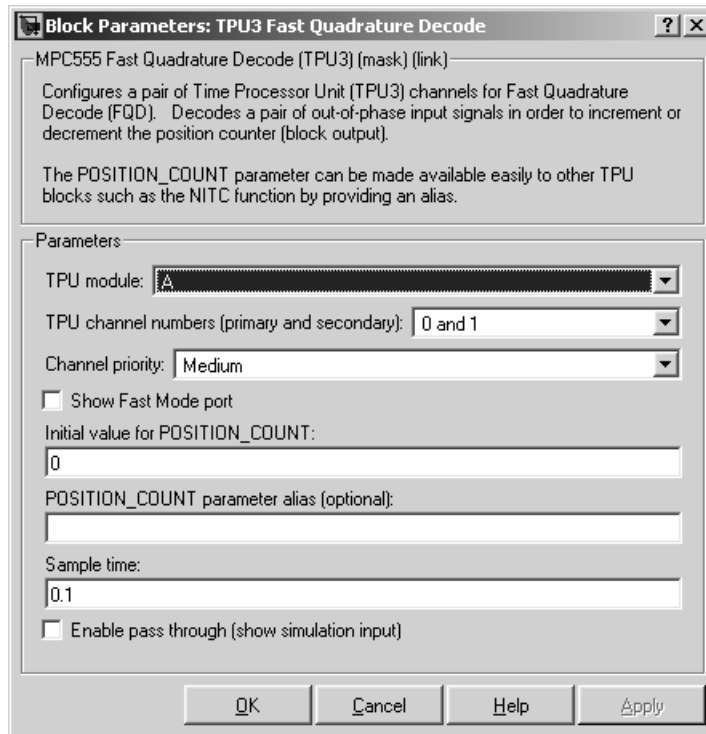 Block Parameters: TPU3 Fast Quadrature Decode
MPC555 Fast Quadrature Decode (TPU3) (mask) (link)
Configures a pair of Time Processor Unit (TPU3) channels for Fast Quadrature
Decode (FQD).  Decodes a pair of out-of-phase input signals in order to increment or
decrement the position counter (block output).
The POSITION_COUNT parameter can be made available easily to other TPU
blocks such as the NITC function by providing an alias.
Parameters
TPU module: A
TPU channel numbers (primary and secondary): 0 and 1
Channel priority: Medium
Show Fast Mode port
Initial value for POSITION_COUNT:
0
POSITION_COUNT parameter alias (optional):
Sample time:
0.1
Enable pass through (show simulation input)
OK Cancel Help Apply